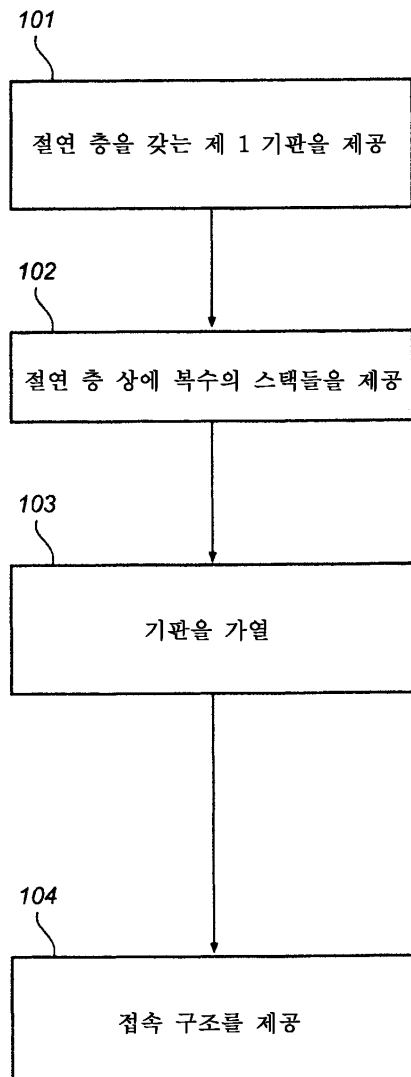 101
절연 층을 갖는 제 1 기판을 제공
102
절연 층 상에 복수의 스택들을 제공
103
기판을 가열
104
접속 구조를 제공